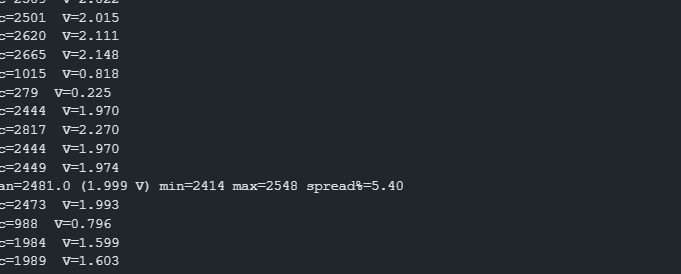 c=2501 V=2.015
c=2620 V=2.111
c=2665 V=2.148
c=1015 V=0.818
c=279 V=0.225
c=2444 V=1.970
c=2817 V=2.270
c=2444 V=1.970
c=2449 V=1.974
an=2481.0 (1.999 V) min=2414 max=2548 spread%=5.40
c=2473 V=1.993
c=988 V=0.796
c=1984 V=1.599
c=1989 V=1.603